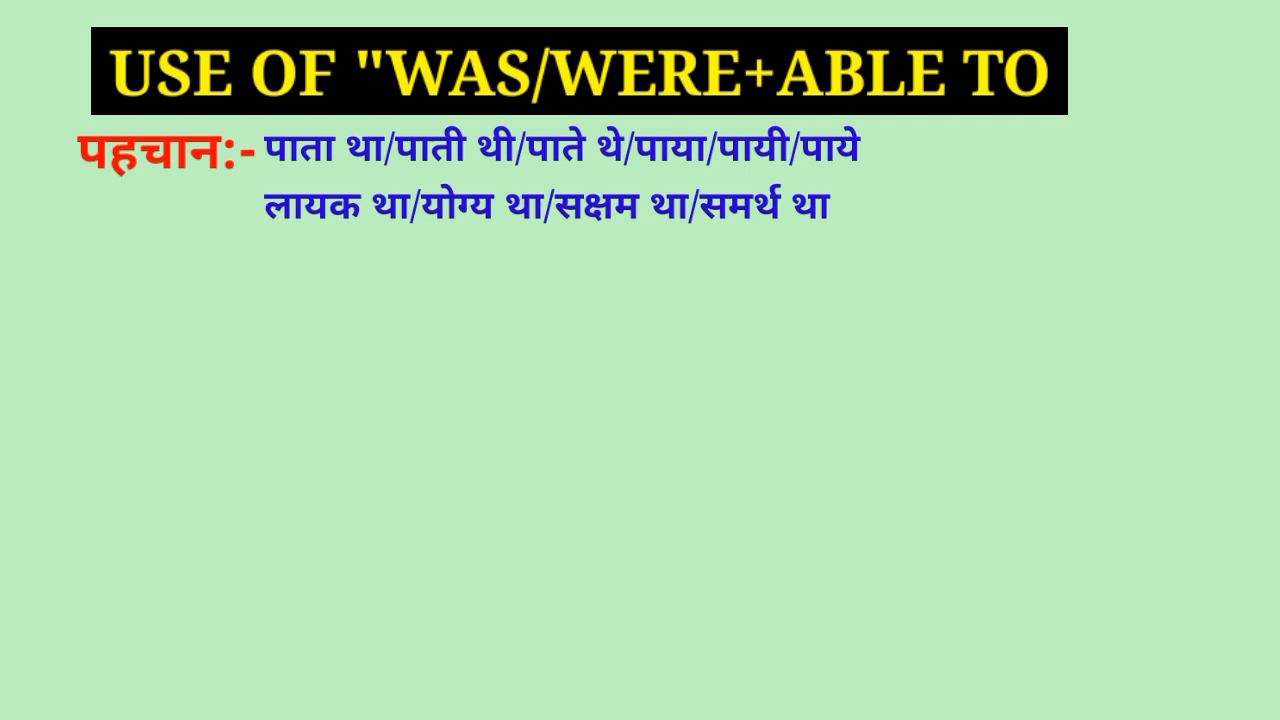 USE OF "WAS/WERE+ABLE TO
पहचान:- पाता था/पाती थी/पाते थे/पाया/पायी/पाये
लायक था/योग्य था/सक्षम था/समर्थ था